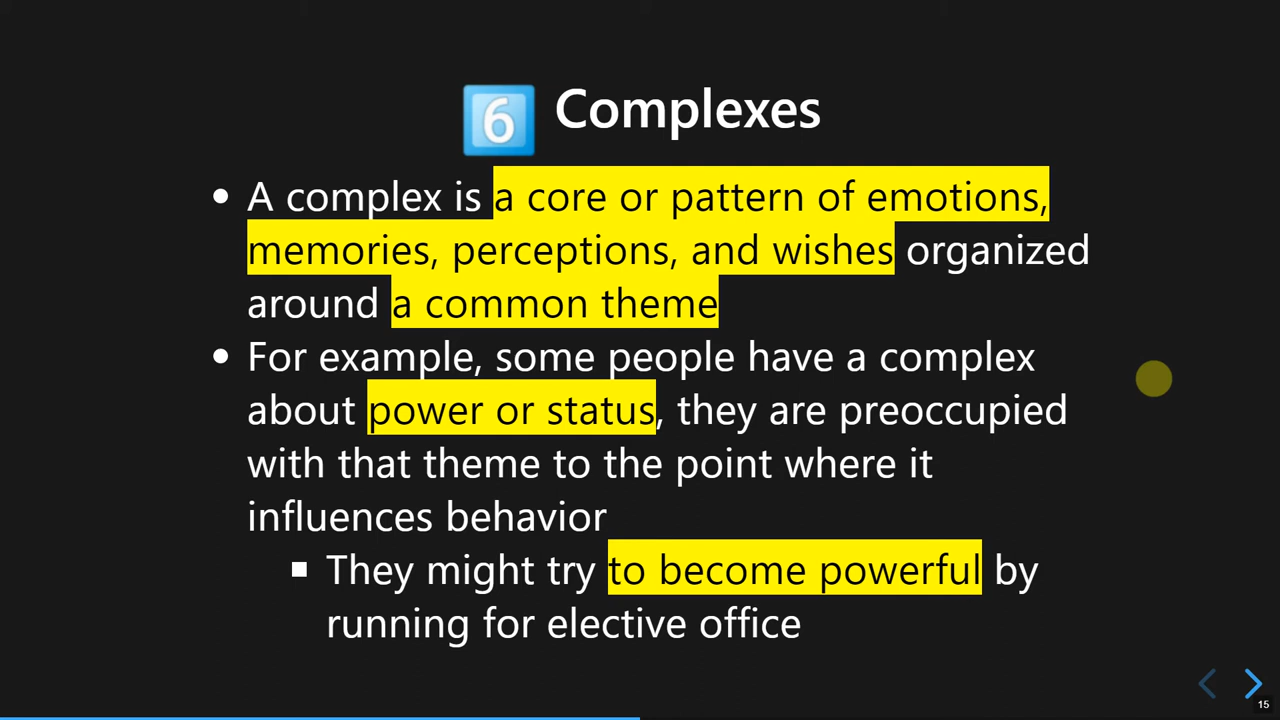 6 Complexes
• A complex is a core or pattern of emotions,
memories, perceptions, and wishes organized
around a common theme
• For example, some people have a complex
about power or status, they are preoccupied
with that theme to the point where it
influences behavior
▪ They might try to become powerful by
running for elective office
15